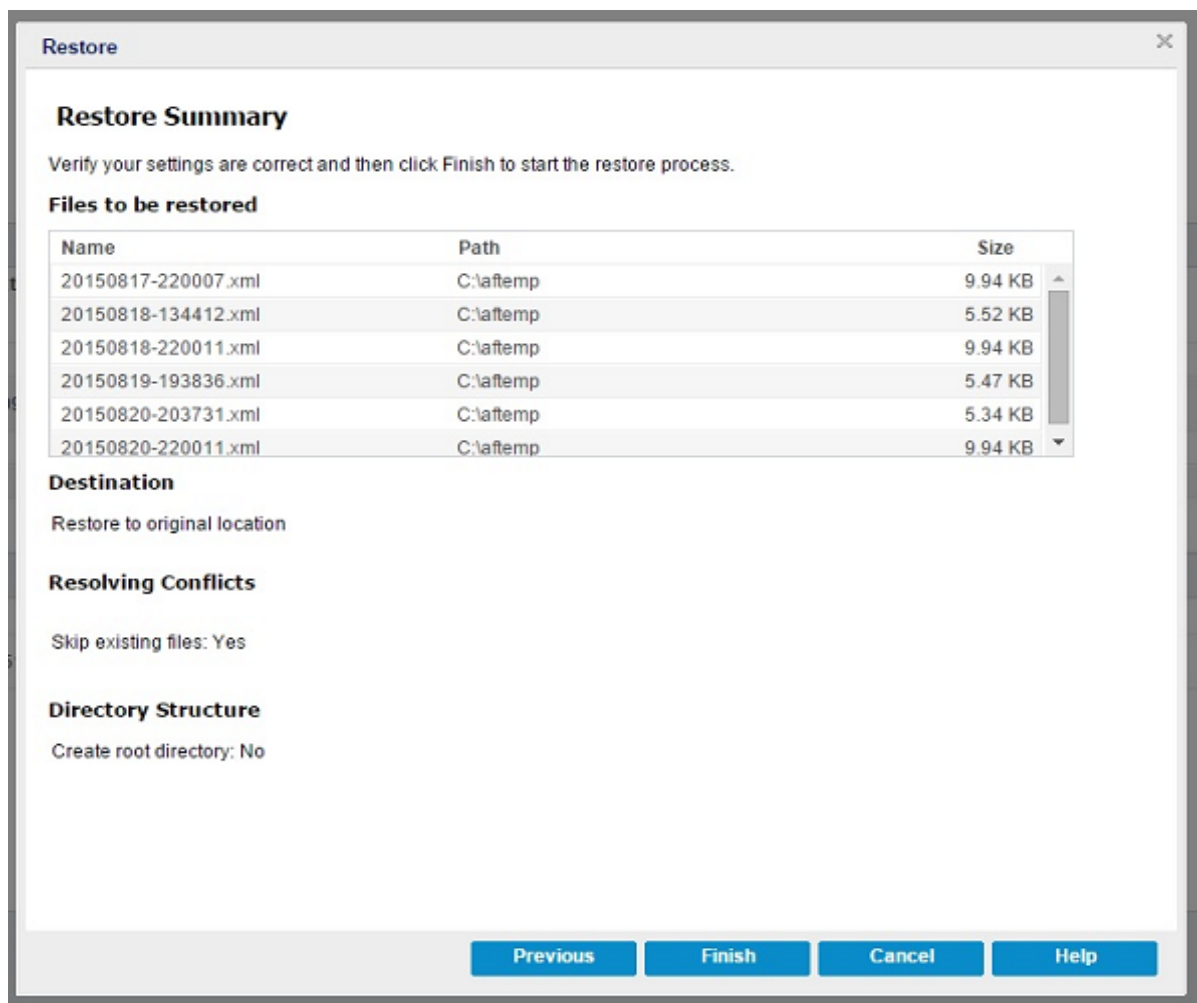 Restore
Restore Summary
Verify your settings are correct and then click Finish to start the restore process.
Files to be restored
Name Path Size
20150817-220007.xml C:\aftemp 9.94 KB
20150818-134412.xml C:\aftemp 5.52 KB
20150818-220011.xml C:\aftemp 9.94 KB
20150819-193836.xml C:\aftemp 5.47 KB
20150820-203731.xml C:\aftemp 5.34 KB
20150820-220011.xml C:\aftemp 9.94 KB
Destination
Restore to original location
Resolving Conflicts
Skip existing files: Yes
Directory Structure
Create root directory: No
Previous Finish Cancel Help